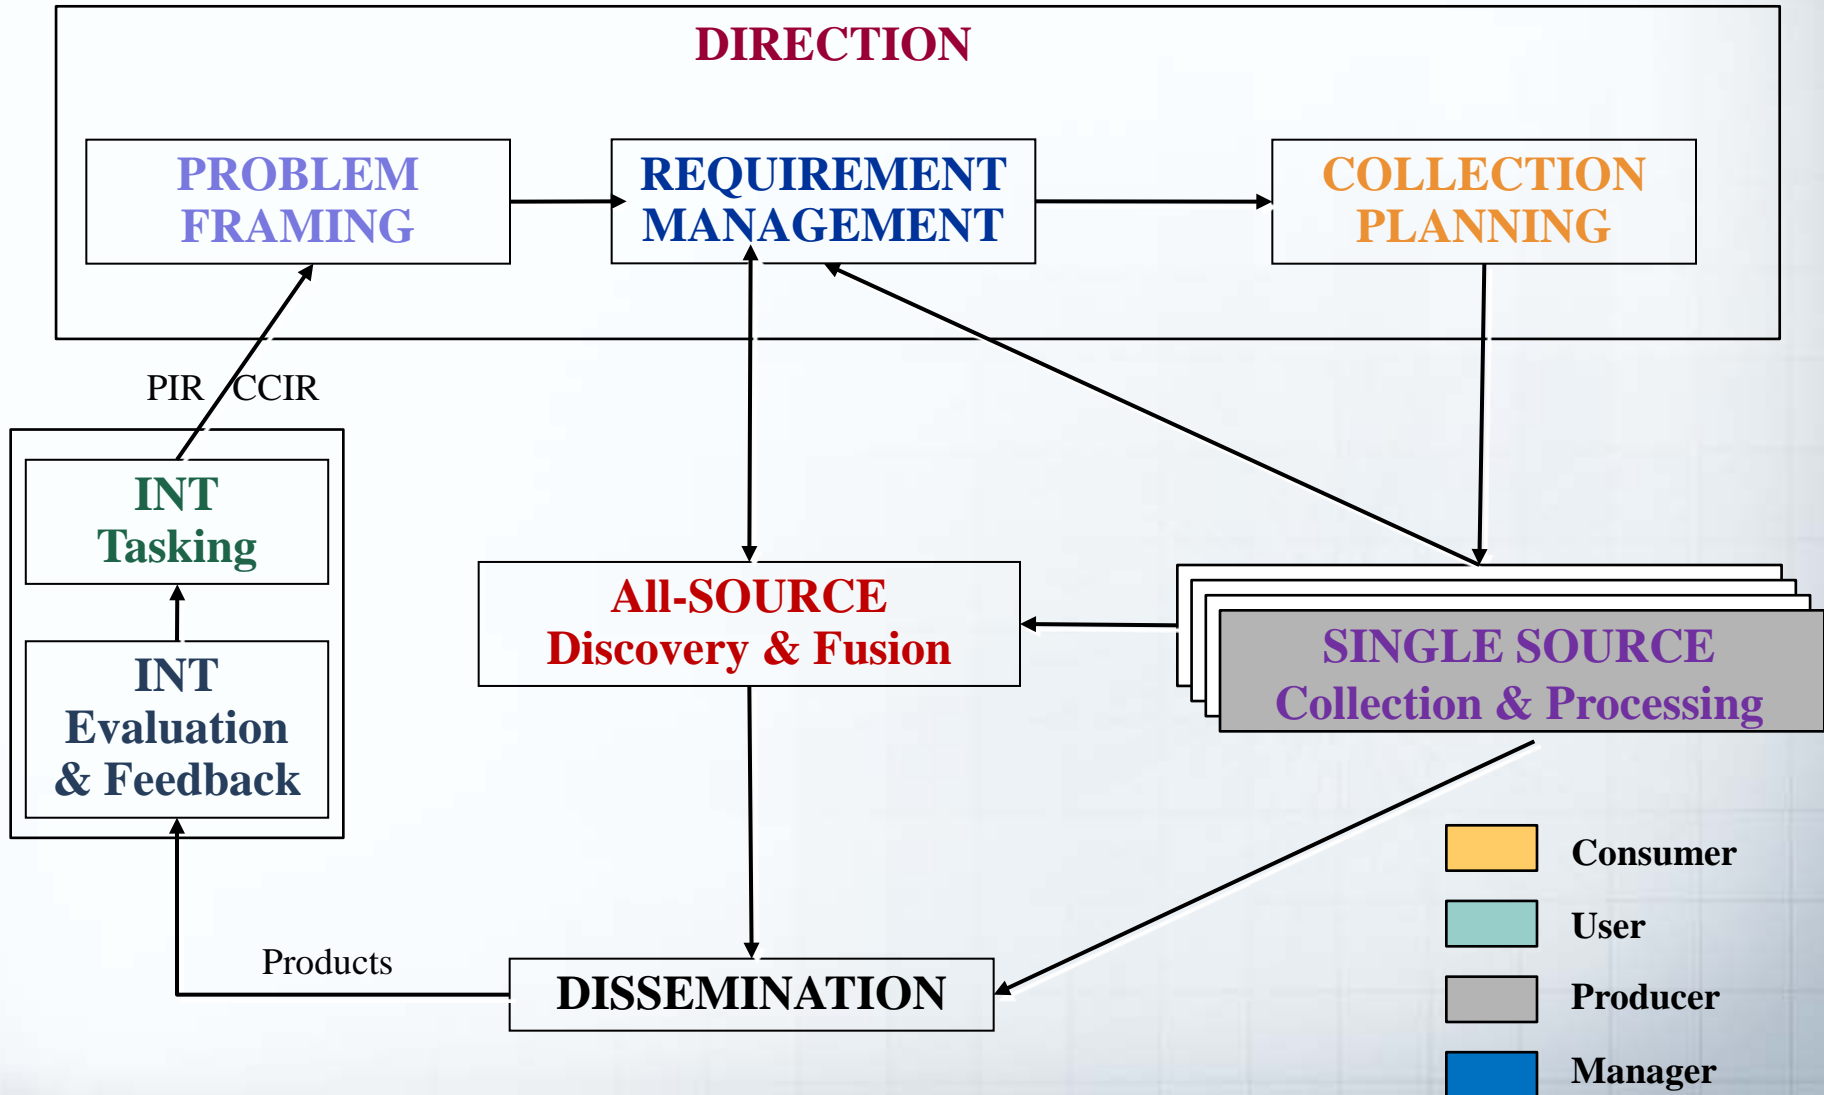 DIRECTION
PROBLEM
FRAMING
REQUIREMENT
MANAGEMENT
COLLECTION
PLANNING
PIR CCIR
INT
Tasking
INT
Evaluation
& Feedback
All-SOURCE
Discovery & Fusion
SINGLE SOURCE
Collection & Processing
Products
DISSEMINATION
Consumer
User
Producer
Manager